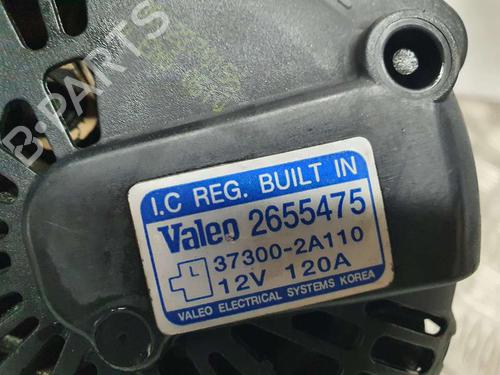 B-PARTS
I.C REG. BUILT IN
Valeo 2655475
37300-2A110
12V 120A
VALEO ELECTRICAL SYSTEMS KOREA